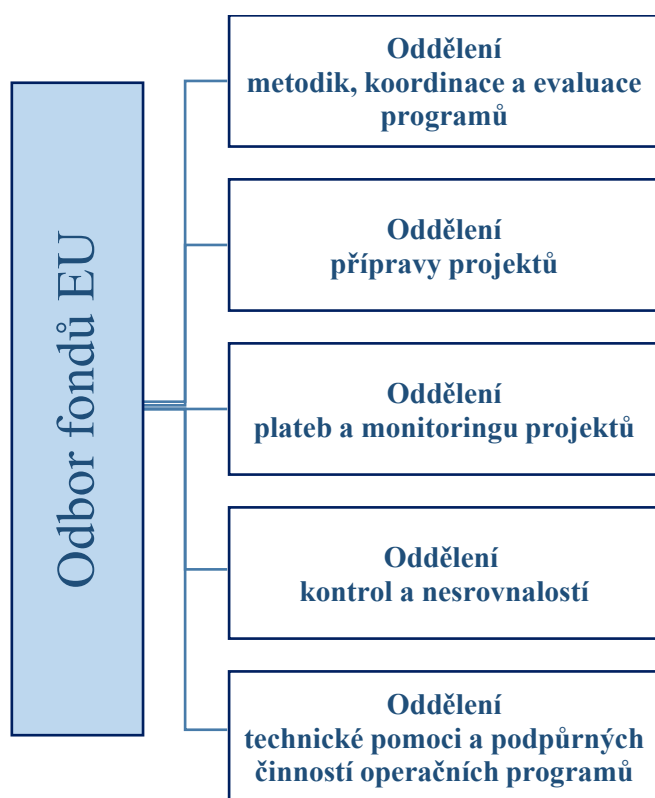 Odbor fondů EU
Oddělení
metodik, koordinace a evaluace
programů
Oddělení
přípravy projektů
Oddělení
plateb a monitoringu projektů
Oddělení
kontrol a nesrovnalostí
Oddělení
technické pomoci a podpůrných
činností operačních programů